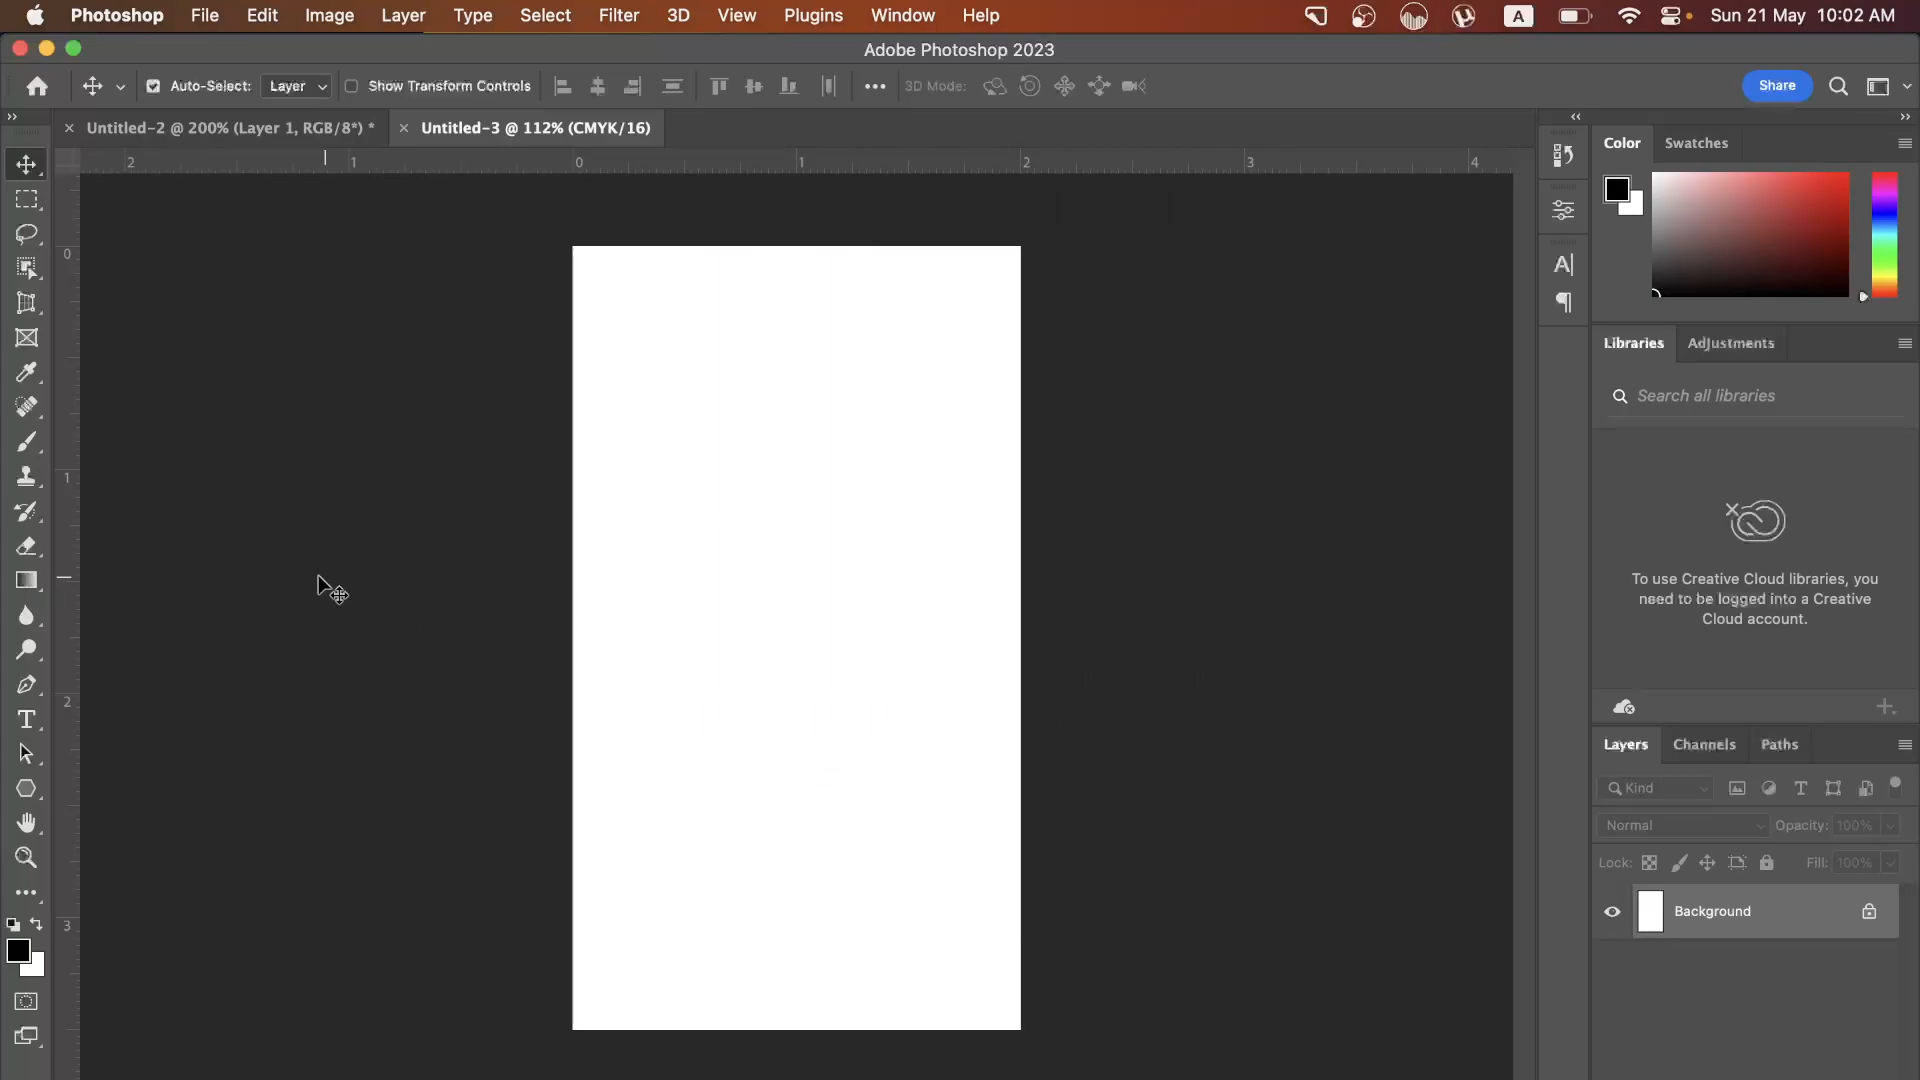 Photoshop File Edit Image Layer Type Select Filter 3D View Plugins Window Help A Sun 21 May 10:02 AM
Adobe Photoshop 2023
Auto-Select: Layer Show Transform Controls 3D Mode: Share
Untitled-2 @ 200% (Layer 1, RGB/8*) * Untitled-3 @ 112% (CMYK/16)
2 1 0 1 2 3 4
Color Swatches
0
A
Libraries Adjustments
Search all libraries
1
To use Creative Cloud libraries, you
need to be logged into a Creative
Cloud account.
2
T
Layers Channels Paths
Kind T
Normal Opacity: 100%
Lock: Fill: 100%
3
Background